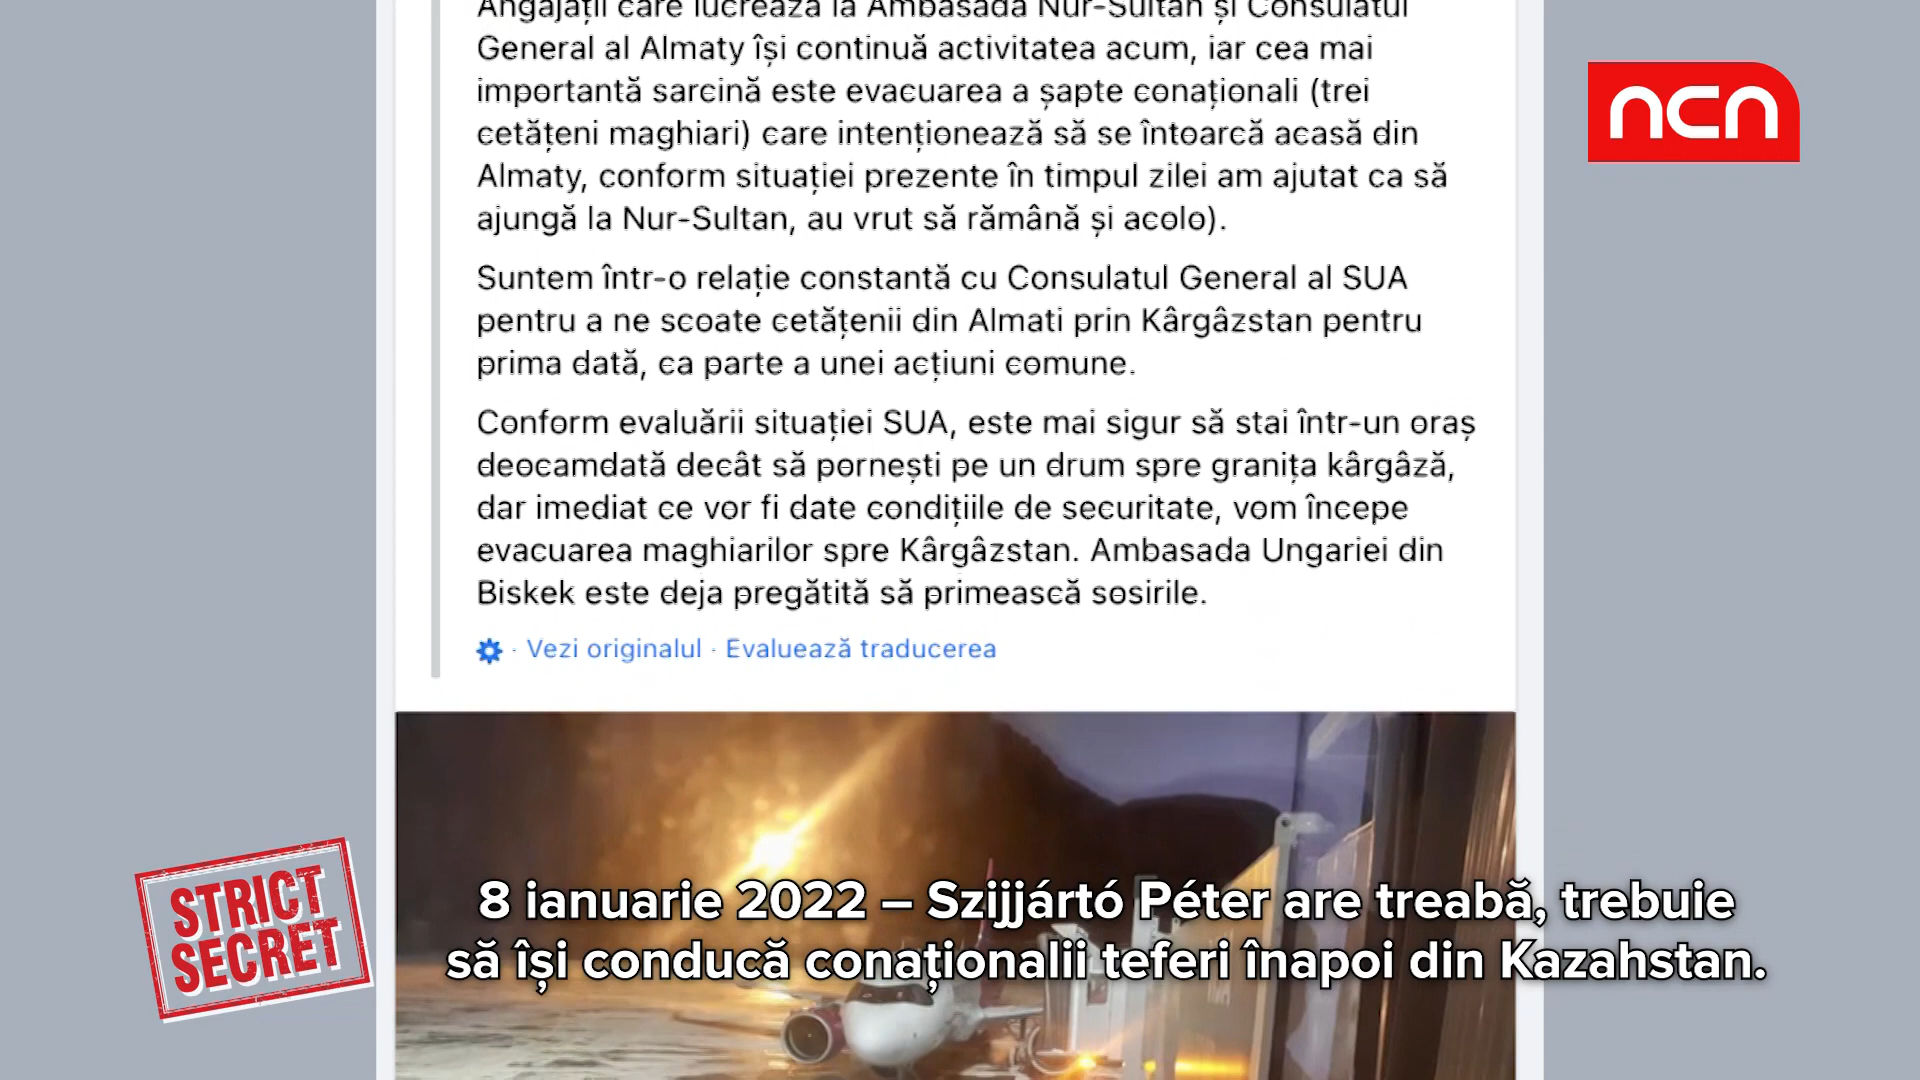 Angajații care lucrează la Ambasada Nur-Sultan și Consulatul
General al Almaty își continuă activitatea acum, iar cea mai
importantă sarcină este evacuarea a șapte conaționali (trei
cetățeni maghiari) care intenționează să se întoarcă acasă din
Almaty, conform situației prezente în timpul zilei am ajutat ca să
ajungă la Nur-Sultan, au vrut să rămână și acolo).
Suntem într-o relație constantă cu Consulatul General al SUA
pentru a ne scoate cetățenii din Almati prin Kârgâzstan pentru
prima dată, ca parte a unei acțiuni comune.
Conform evaluării situației SUA, este mai sigur să stai într-un oraș
deocamdată decât să pornești pe un drum spre granița kârgâză,
dar imediat ce vor fi date condițiile de securitate, vom începe
evacuarea maghiarilor spre Kârgâzstan. Ambasada Ungariei din
Biskek este deja pregătită să primească sosirile.
· Vezi originalul · Evaluează traducerea
ncn
STRICT
SECRET
8 ianuarie 2022 – Szijjártó Péter are treabă, trebuie
să își conducă conaționalii teferi înapoi din Kazahstan.